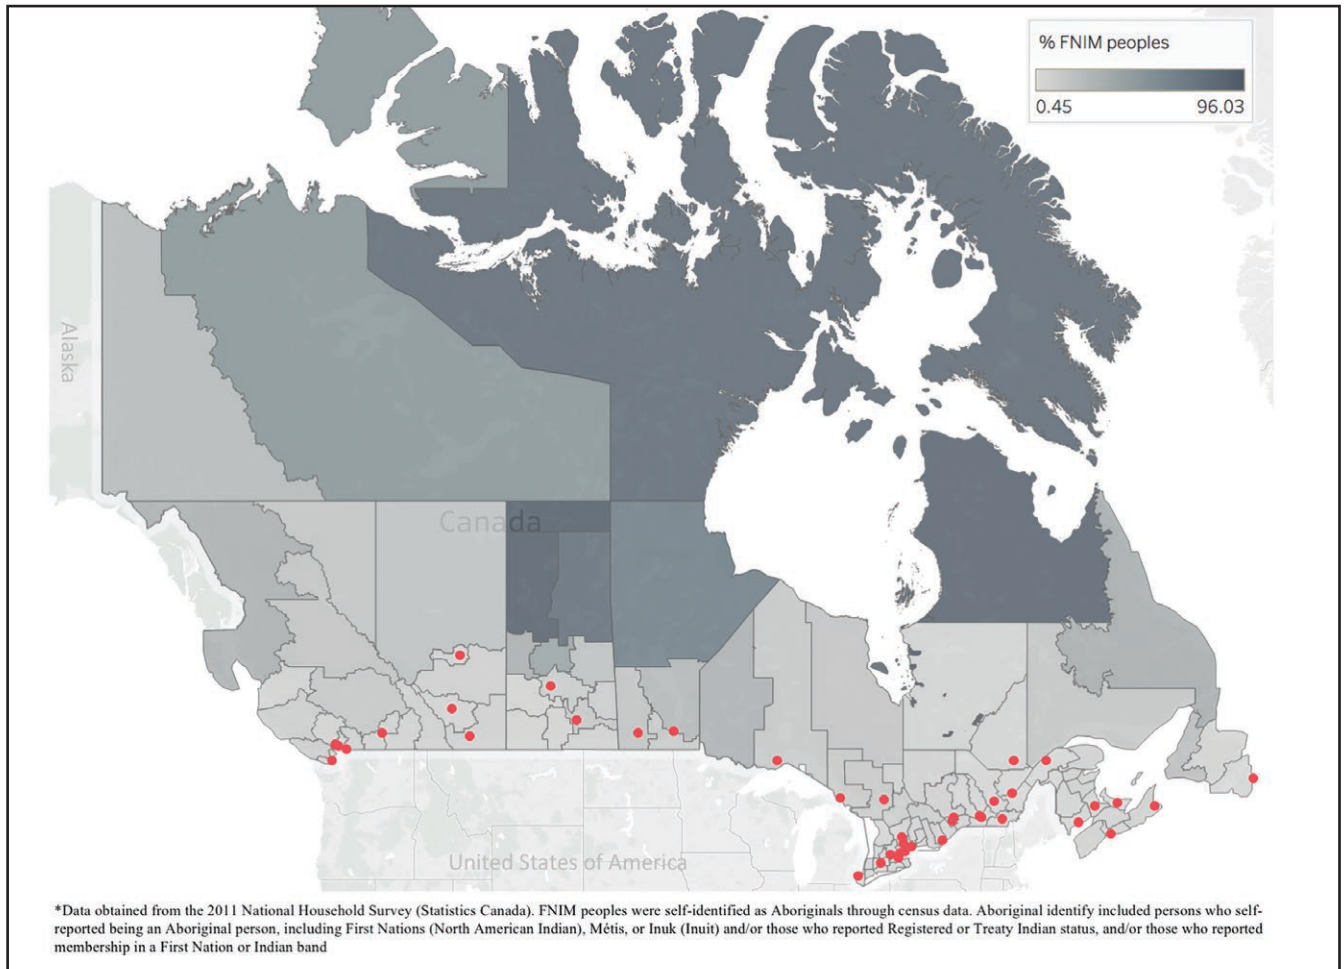 % FNIM peoples
0.45 96.03
Alaska
Canada
United States of America
*Data obtained from the 2011 National Household Survey (Statistics Canada). FNIM peoples were self-identified as Aboriginals through census data. Aboriginal identify included persons who self-
reported being an Aboriginal person, including First Nations (North American Indian), Métis, or Inuk (Inuit) and/or those who reported Registered or Treaty Indian status, and/or those who reported
membership in a First Nation or Indian band